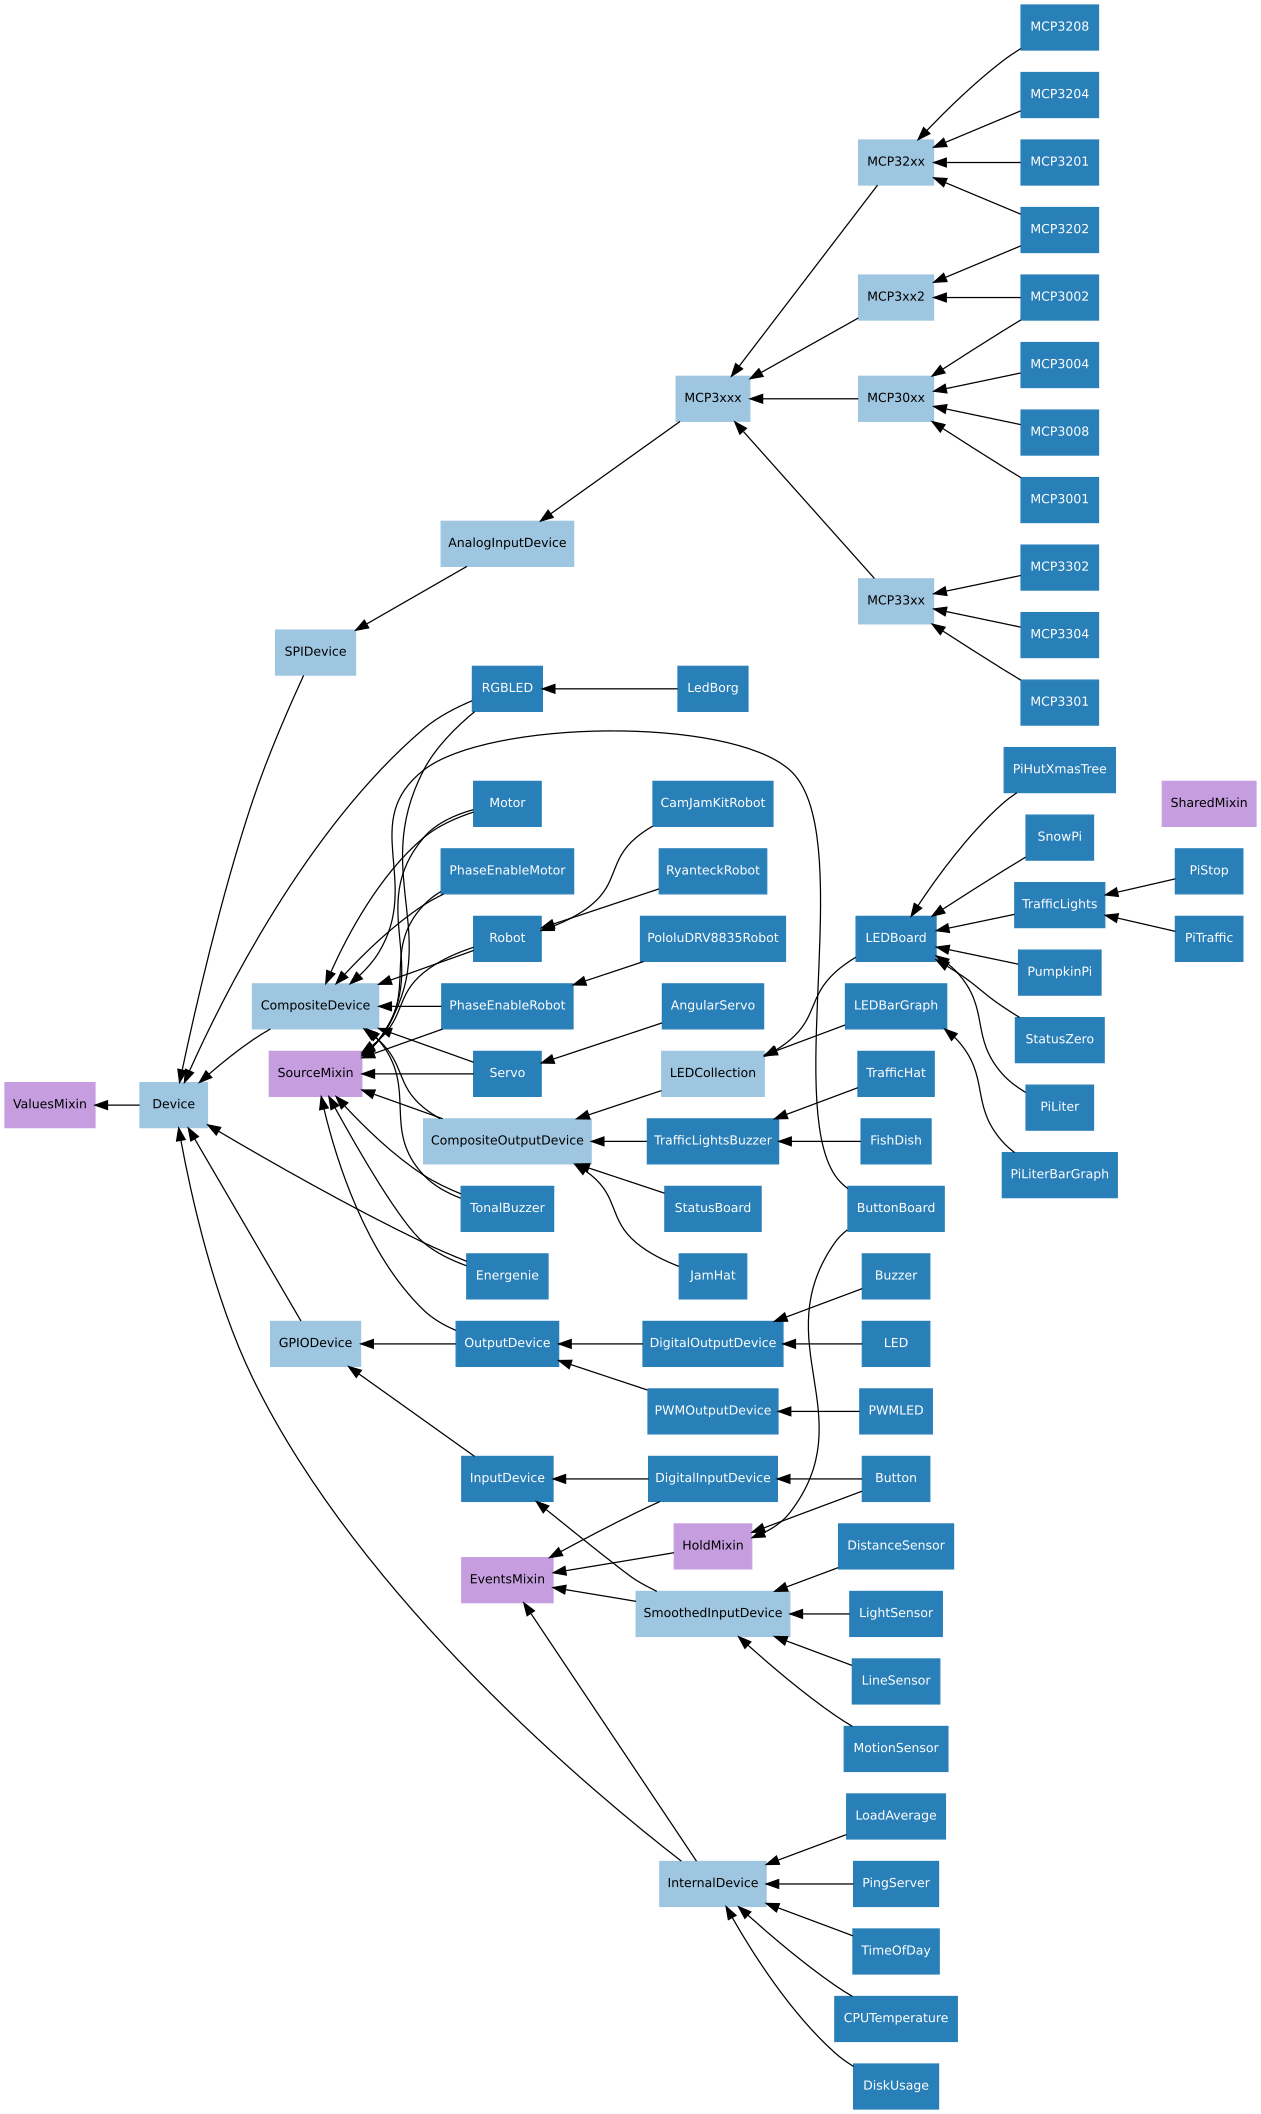 MCP3208
MCP3204
MCP32xx
MCP3201
MCP3202
MCP3xx2
MCP3002
MCP3004
MCP3xxx
MCP30xx
MCP3008
MCP3001
AnalogInputDevice
MCP3302
MCP33xx
MCP3304
SPIDevice
RGBLED
LedBorg
MCP3301
PiHutXmasTree
Motor
CamJamKitRobot
SharedMixin
SnowPi
PhaseEnableMotor
RyanteckRobot
PiStop
TrafficLights
Robot
PololuDRV8835Robot
LEDBoard
PiTraffic
PumpkinPi
CompositeDevice
PhaseEnableRobot
AngularServo
LEDBarGraph
StatusZero
SourceMixin
Servo
LEDCollection
TrafficHat
ValuesMixin
Device
PiLiter
CompositeOutputDevice
TrafficLightsBuzzer
FishDish
PiLiterBarGraph
TonalBuzzer
StatusBoard
ButtonBoard
Energenie
JamHat
Buzzer
GPIODevice
OutputDevice
DigitalOutputDevice
LED
PWMOutputDevice
PWMLED
InputDevice
DigitalInputDevice
Button
HoldMixin
DistanceSensor
EventsMixin
SmoothedInputDevice
LightSensor
LineSensor
MotionSensor
LoadAverage
InternalDevice
PingServer
TimeOfDay
CPUTemperature
DiskUsage